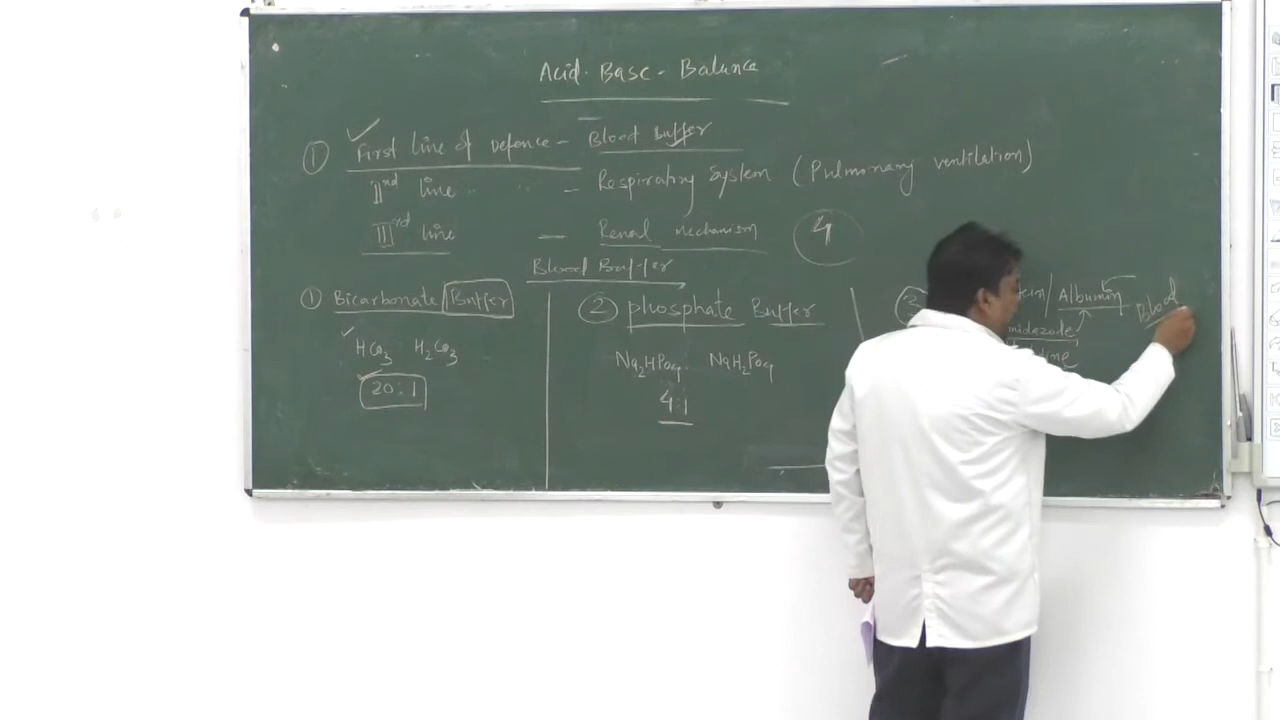 Acid-Base-Balance
① First line of defence - Blood Buffer
IInd line " " - Respiratory System (Pulmonary ventilation)
IIIrd line - Renal mechanism 4
Blood Buffer
① Bicarbonate Buffer
HCO3 H2CO3
20:1
② phosphate Buffer
Na2HPO4 NaH2PO4
4:1
③ Albumin Blood